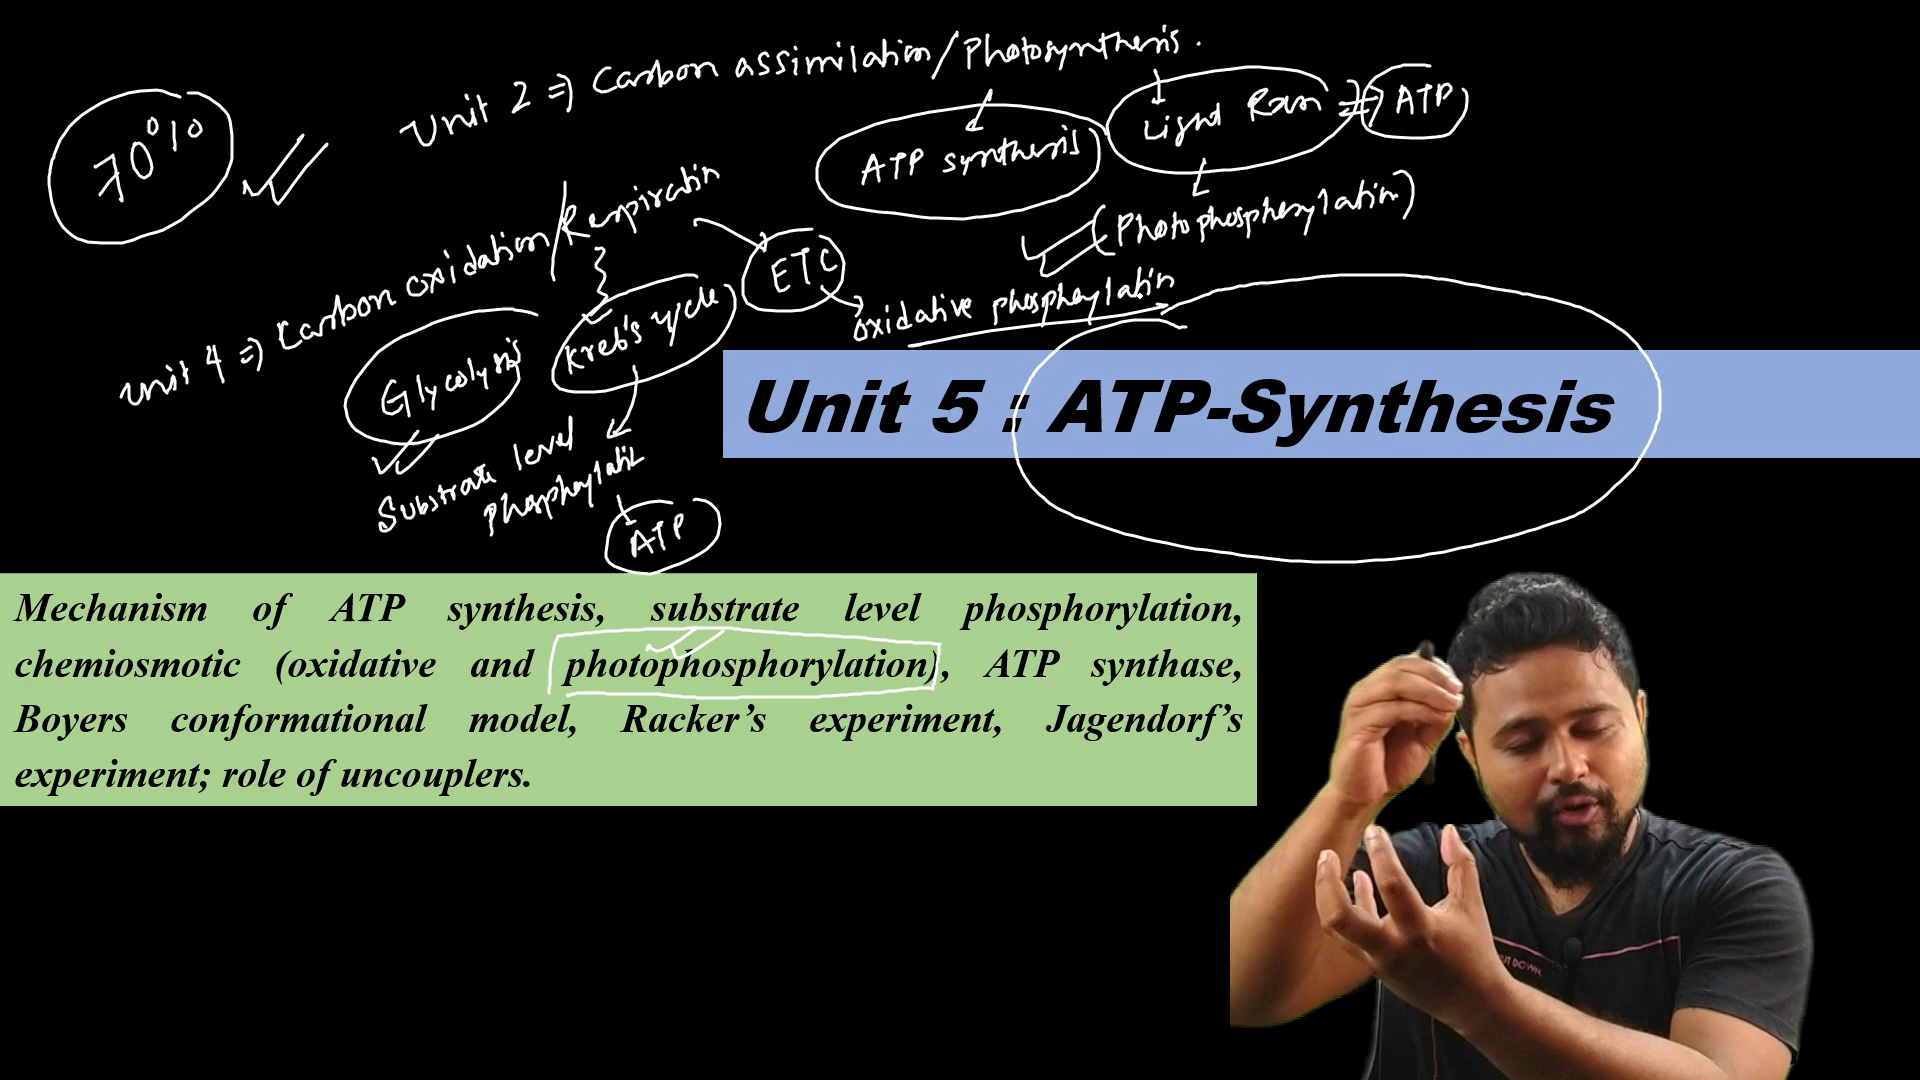 70%
Unit 2 ⇒ Carbon assimilation/Photosynthesis.
ATP synthesis
Light Rxn ⇒ ATP
(Photophosphorylation)
Unit 4 ⇒ Carbon oxidation/Respiration
ETC
oxidative phosphorylation
Glycolysis
Kreb's cycle
Substrate level
phosphorylation
ATP
Unit 5 : ATP-Synthesis
Mechanism of ATP synthesis, substrate level phosphorylation,
chemiosmotic (oxidative and photophosphorylation), ATP synthase,
Boyers conformational model, Racker’s experiment, Jagendorf’s
experiment; role of uncouplers.
UT DOWN